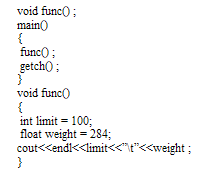 void func() ;
main()
{
func() ;
getch() ;
}
void func()
{
int limit = 100;
float weight = 284;
cout<<endl<<limit<<"\t"<<weight ;
}